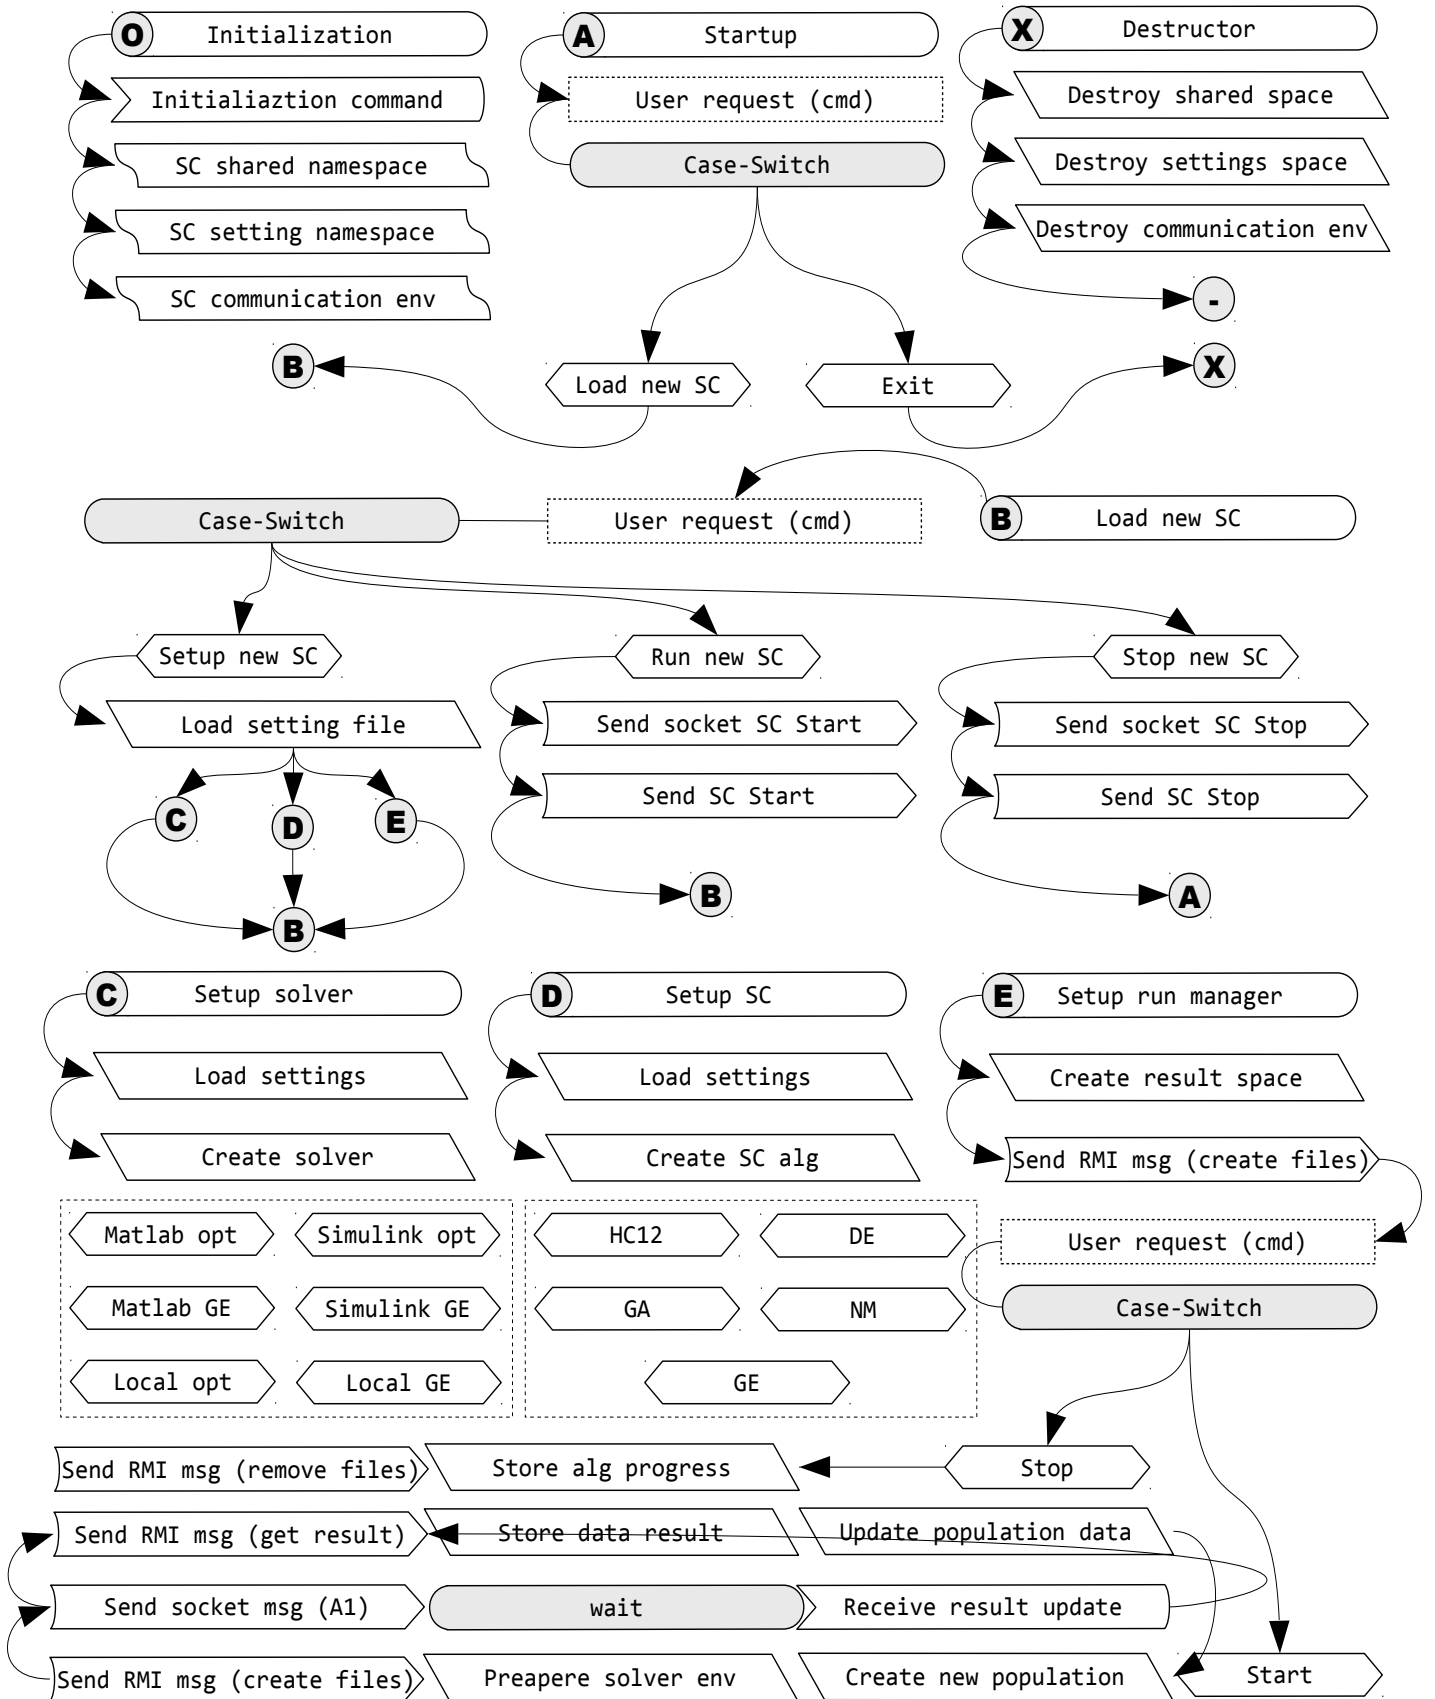 O Initialization
A Startup
X Destructor
Initialiaztion command
User request (cmd)
Destroy shared space
SC shared namespace
Case-Switch
Destroy settings space
SC setting namespace
Destroy communication env
SC communication env
-
B
Load new SC
Exit
X
Case-Switch
User request (cmd)
B Load new SC
Setup new SC
Run new SC
Stop new SC
Load setting file
Send socket SC Start
Send socket SC Stop
C
D
E
Send SC Start
Send SC Stop
B
B
A
C Setup solver
D Setup SC
E Setup run manager
Load settings
Load settings
Create result space
Create solver
Create SC alg
Send RMI msg (create files)
Matlab opt
Simulink opt
HC12
DE
User request (cmd)
Matlab GE
Simulink GE
GA
NM
Case-Switch
Local opt
Local GE
GE
Send RMI msg (remove files)
Store alg progress
Stop
Send RMI msg (get result)
Store data result
Update population data
Send socket msg (A1)
wait
Receive result update
Send RMI msg (create files)
Preapere solver env
Create new population
Start